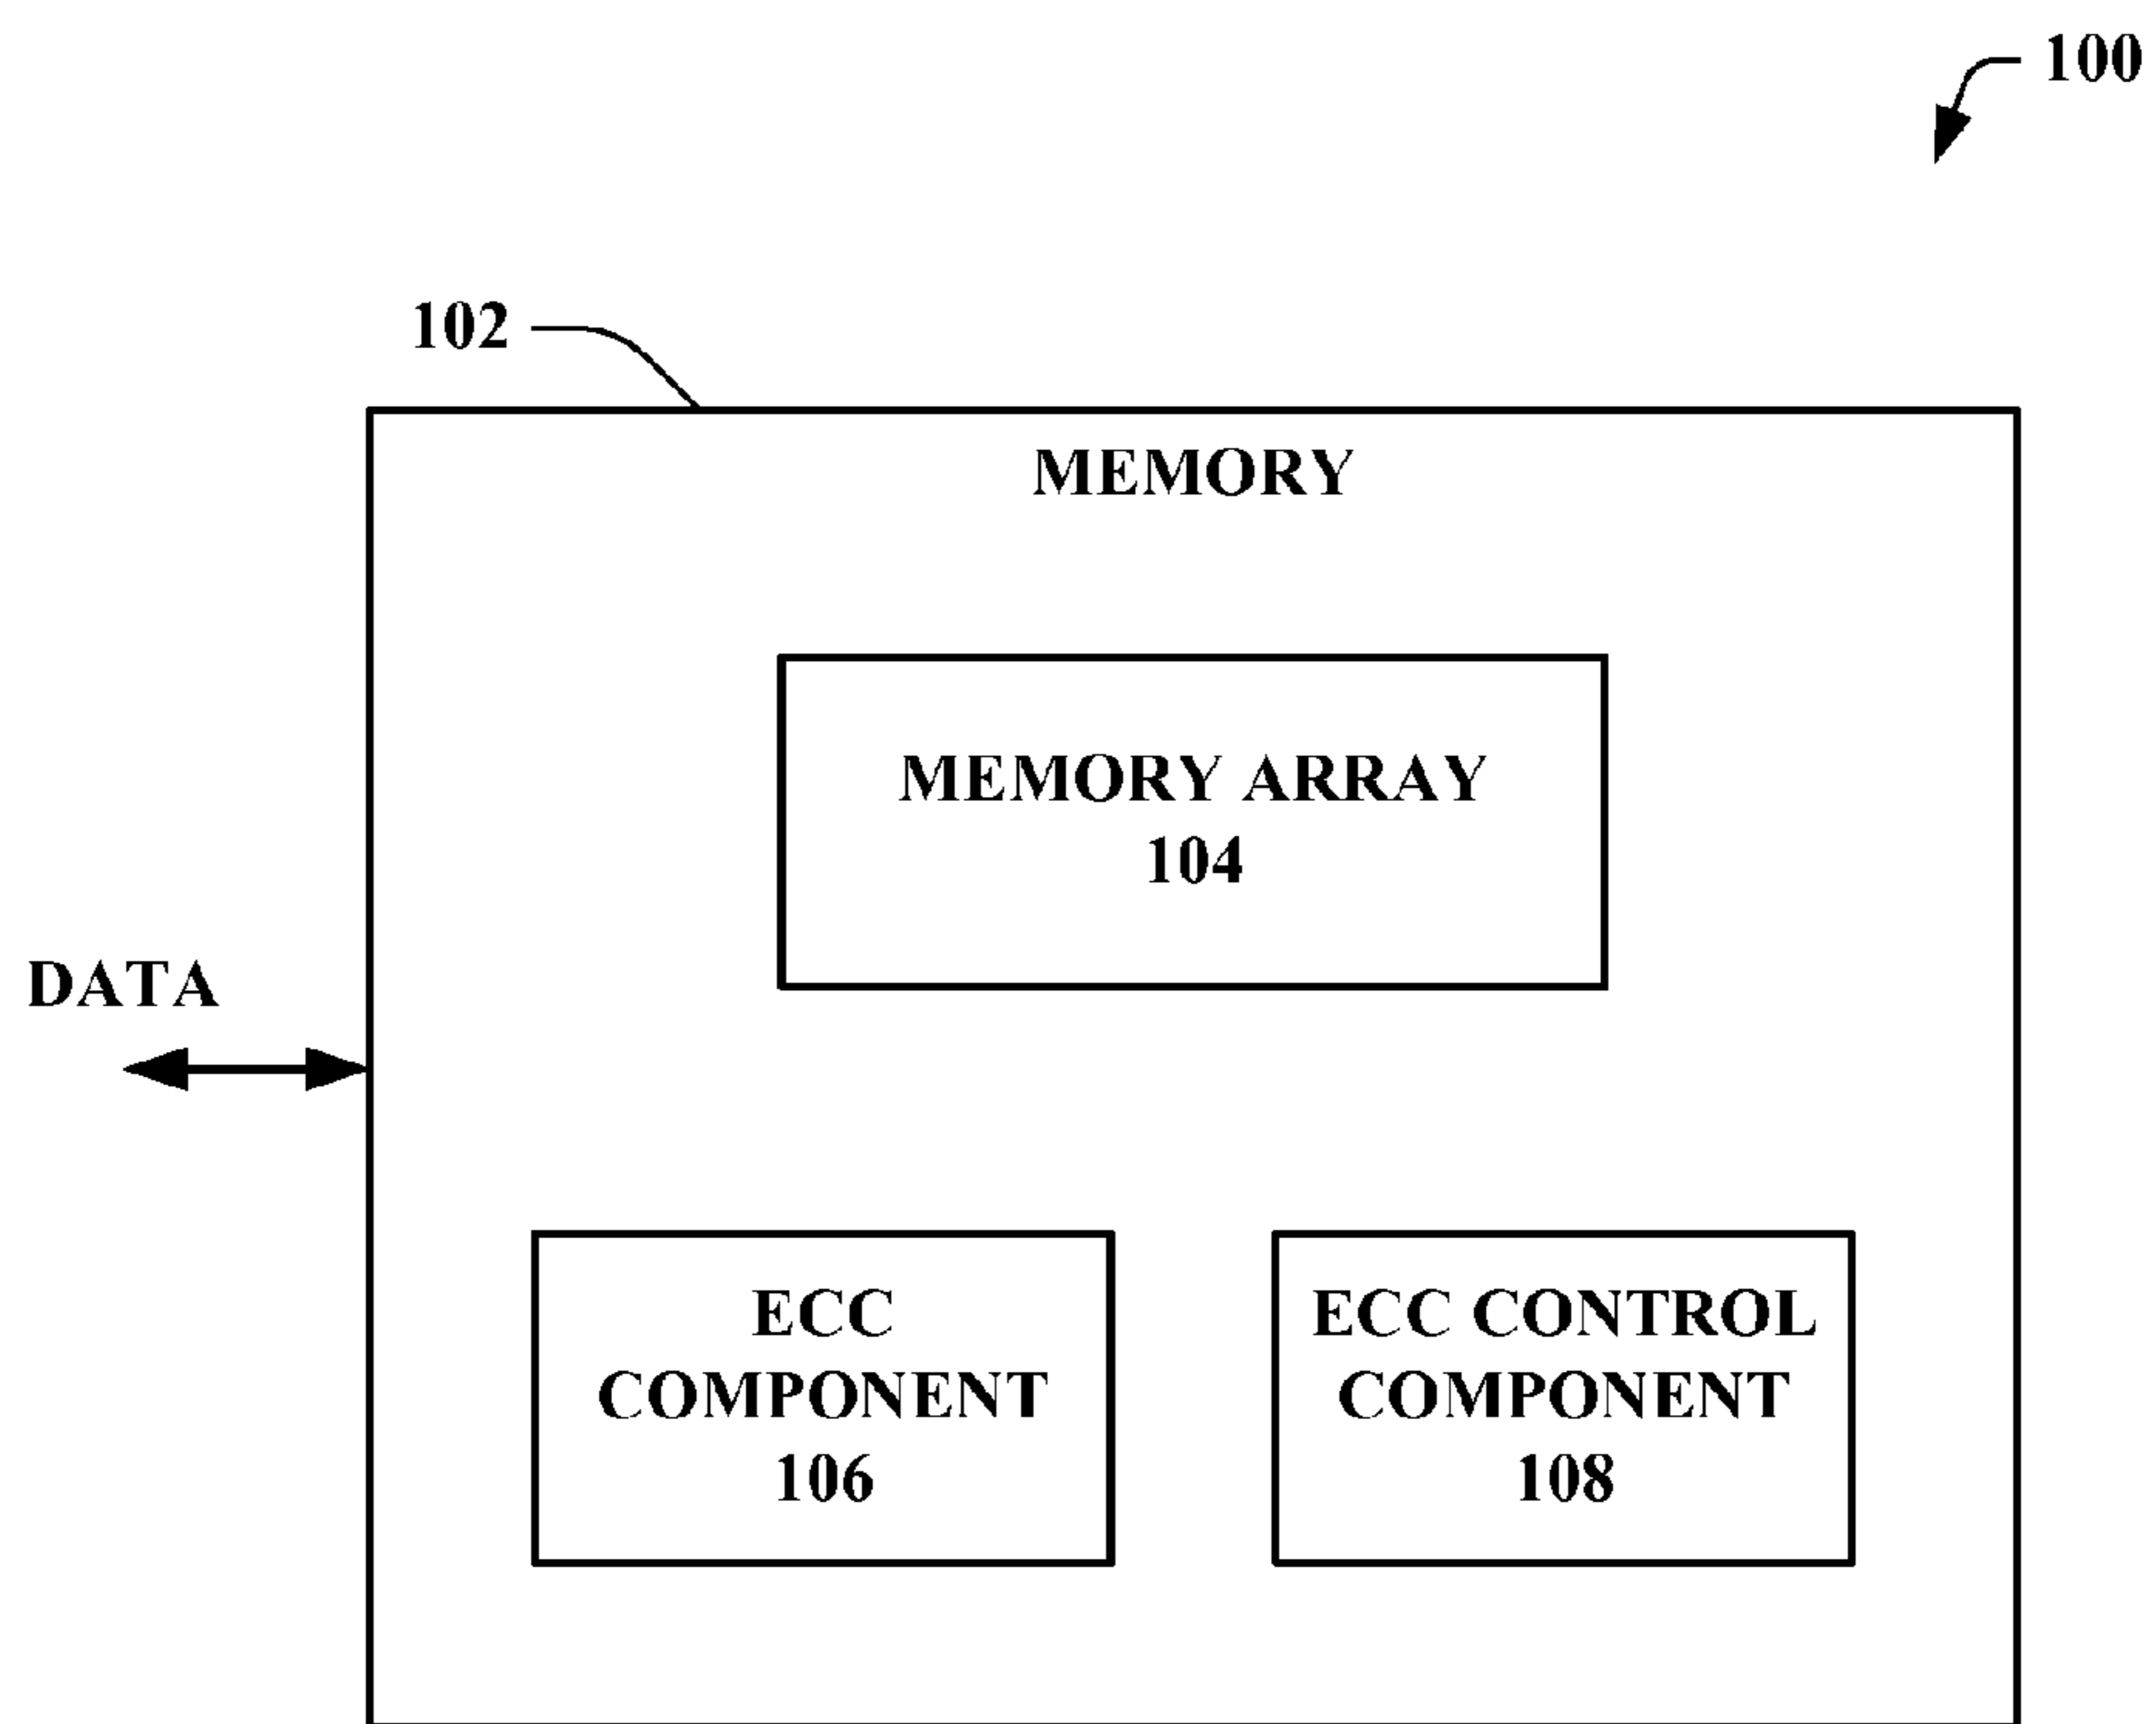 100
102
MEMORY
MEMORY ARRAY
104
DATA
ECC
COMPONENT
106
ECC CONTROL
COMPONENT
108